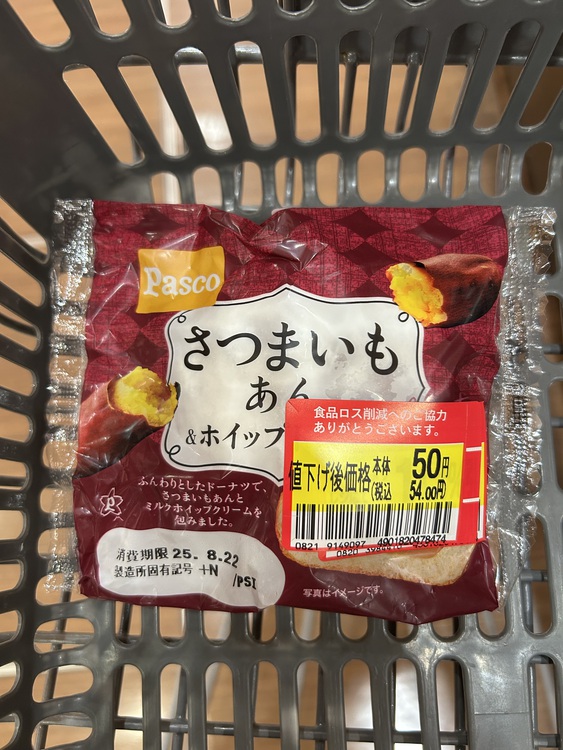 Pasco
さつまいも
あん
&ホイップ
食品ロス削減へのご協力
ありがとうございます。
値下げ後価格 本体 50円
(税込 54.00円)
0821 9149097 4901820478474
0820
ふんわりとしたドーナツで、
さつまいもあんと
ミルクホイップクリームを
包みました。
消費期限 25. 8.22
製造所固有記号 +N /PSI
写真はイメージです。